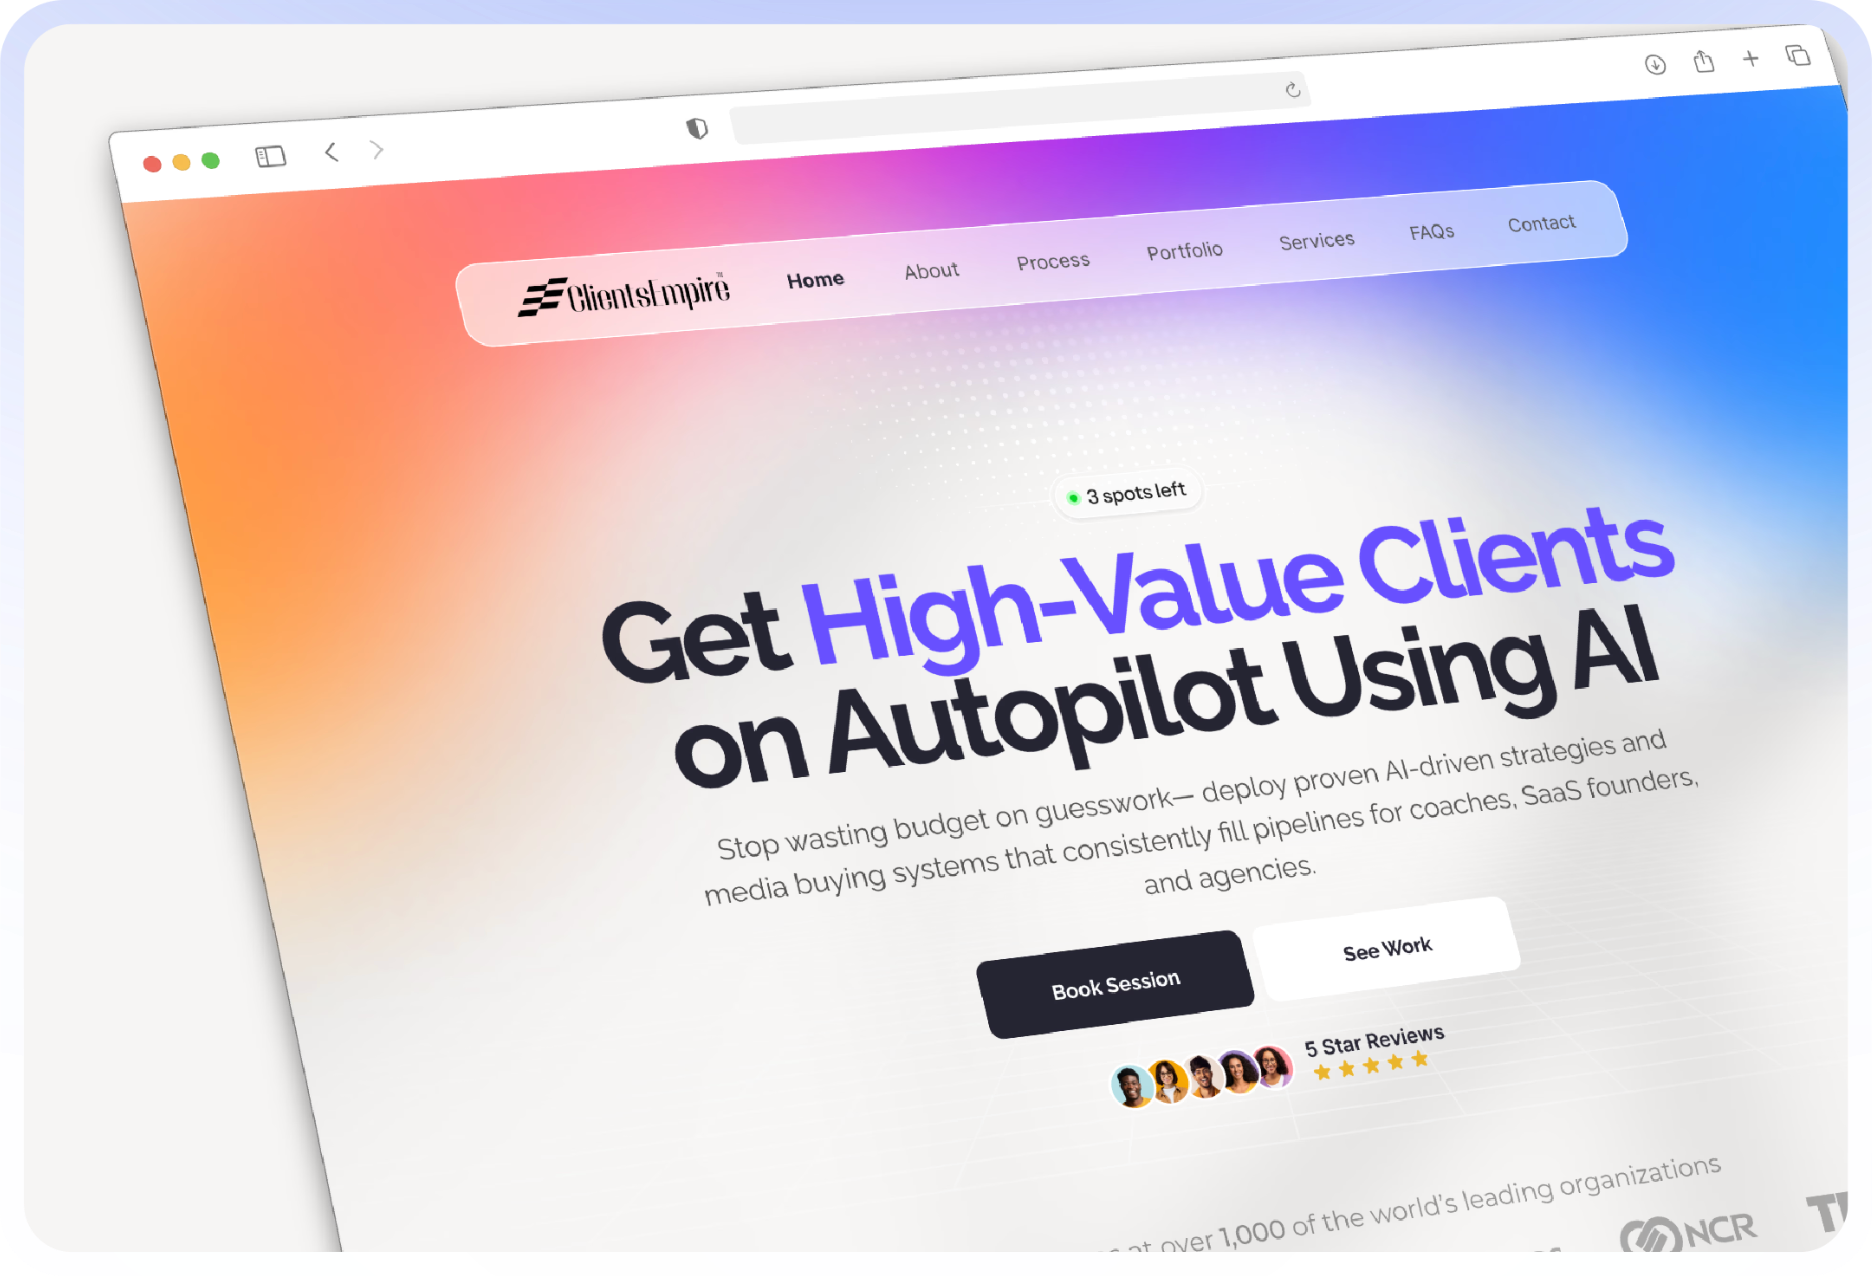 ClientsEmpire™
Home
About
Process
Portfolio
Services
FAQs
Contact
3 spots left
Get High-Value Clients
on Autopilot Using AI
Stop wasting budget on guesswork— deploy proven AI-driven strategies and
media buying systems that consistently fill pipelines for coaches, SaaS founders,
and agencies.
Book Session
See Work
5 Star Reviews
at over 1,000 of the world's leading organizations
NCR